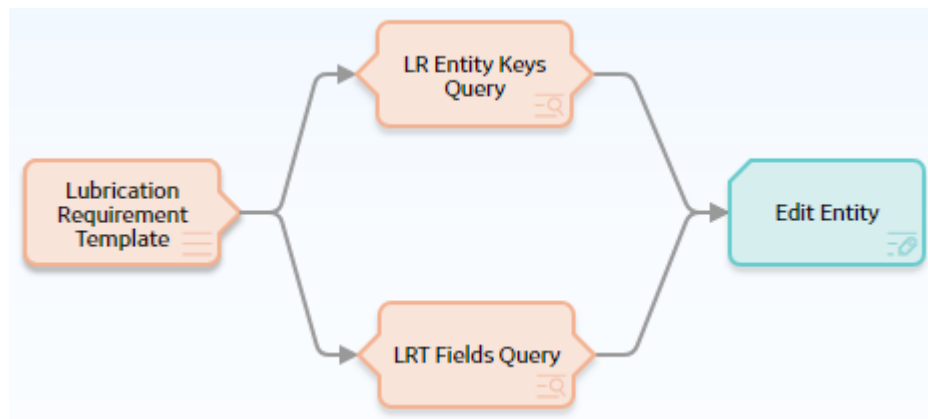 LR Entity Keys
Query
Lubrication
Requirement
Template
Edit Entity
LRT Fields Query